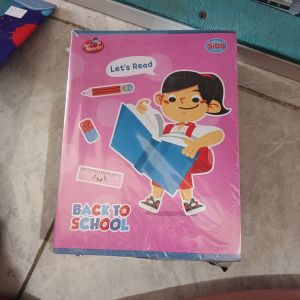 SiDU
Let's Read
BACK TO
SCHOOL